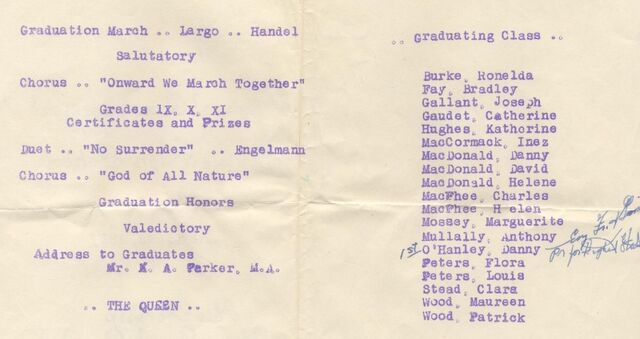 Graduation March .. Largo .. Handel
Salutatory
Chorus .. "Onward We March Together"
Grades IX, X, XI
Certificates and Prizes
Duet .. "No Surrender" .. Engelmann
Chorus .. "God of All Nature"
Graduation Honors
Valedictory
Address to Graduates
Mr. K. A. Parker, M.A.
.. THE QUEEN ..
.. Graduating Class ..
Burke, Ronelda
Fay, Bradley
Gallant, Joseph
Gaudet, Catherine
Hughes, Kathorine
MacCormack, Inez
MacDonald, Danny
MacDonald, David
MacDonald, Helene
MacPhee, Charles
MacPhee, H elen
Mossey, Marguerite
Mullally, Anthony
1st O'Hanley, Danny
Peters, Flora
Peters, Louis
Stead, Clara
Wood, Maureen
Wood, Patrick